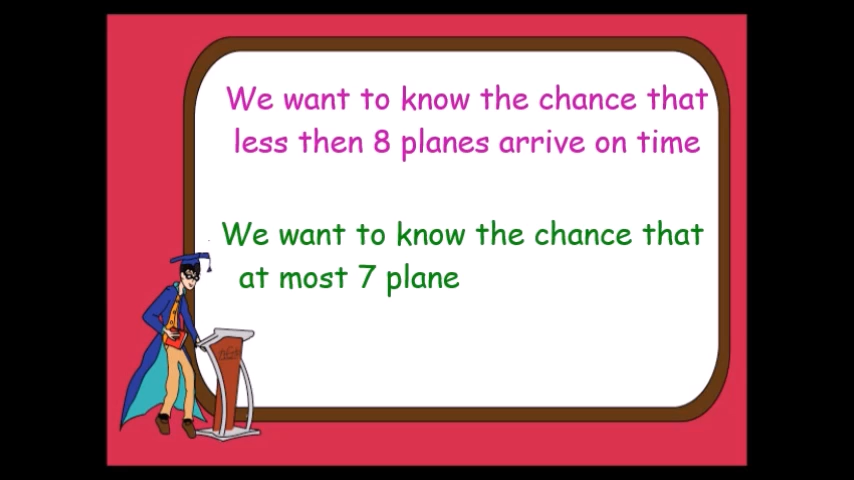 We want to know the chance that
less then 8 planes arrive on time
We want to know the chance that
at most 7 plane